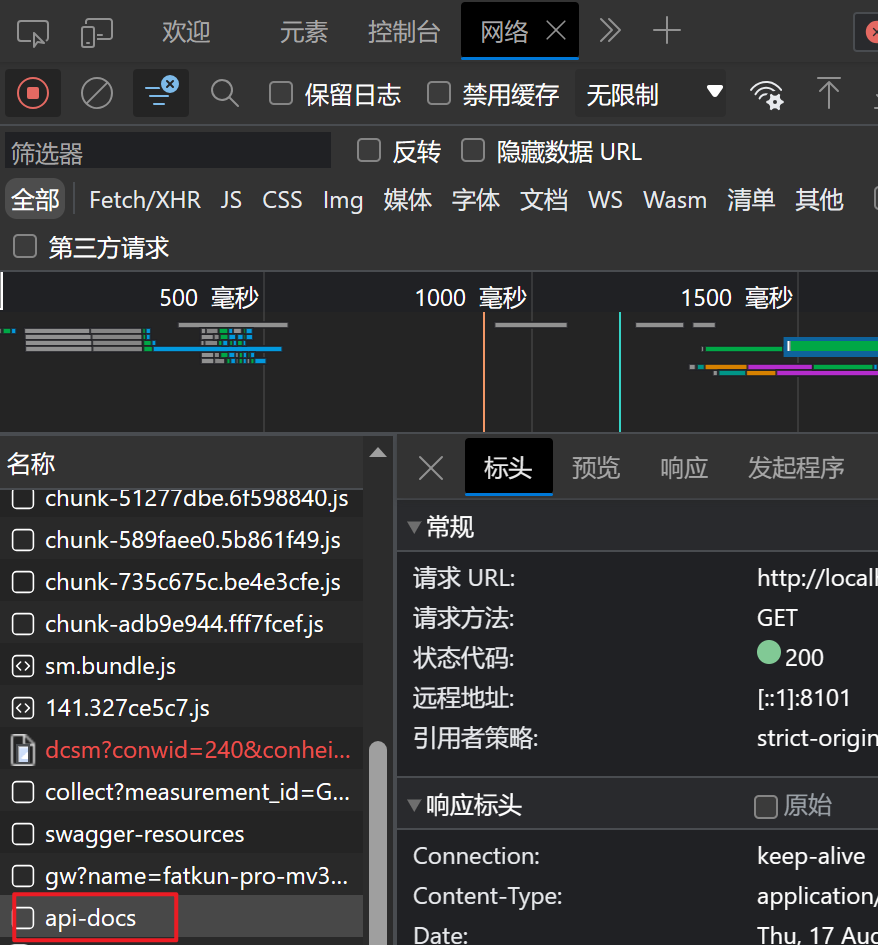 欢迎 元素 控制台 网络
保留日志 禁用缓存 无限制
筛选器 反转 隐藏数据 URL
全部 Fetch/XHR JS CSS Img 媒体 字体 文档 WS Wasm 清单 其他
第三方请求
500 毫秒 1000 毫秒 1500 毫秒
名称
chunk-51277dbe.6f598840.js
chunk-589faee0.5b861f49.js
chunk-735c675c.be4e3cfe.js
chunk-adb9e944.fff7fcef.js
sm.bundle.js
141.327ce5c7.js
dcsm?conwid=240&conhei...
collect?measurement_id=G...
swagger-resources
gw?name=fatkun-pro-mv3...
api-docs
标头 预览 响应 发起程序
常规
请求 URL: http://local
请求方法: GET
状态代码: 200
远程地址: [::1]:8101
引用者策略: strict-origin
响应标头 原始
Connection: keep-alive
Content-Type: application/
Date: Thu, 17 Aug